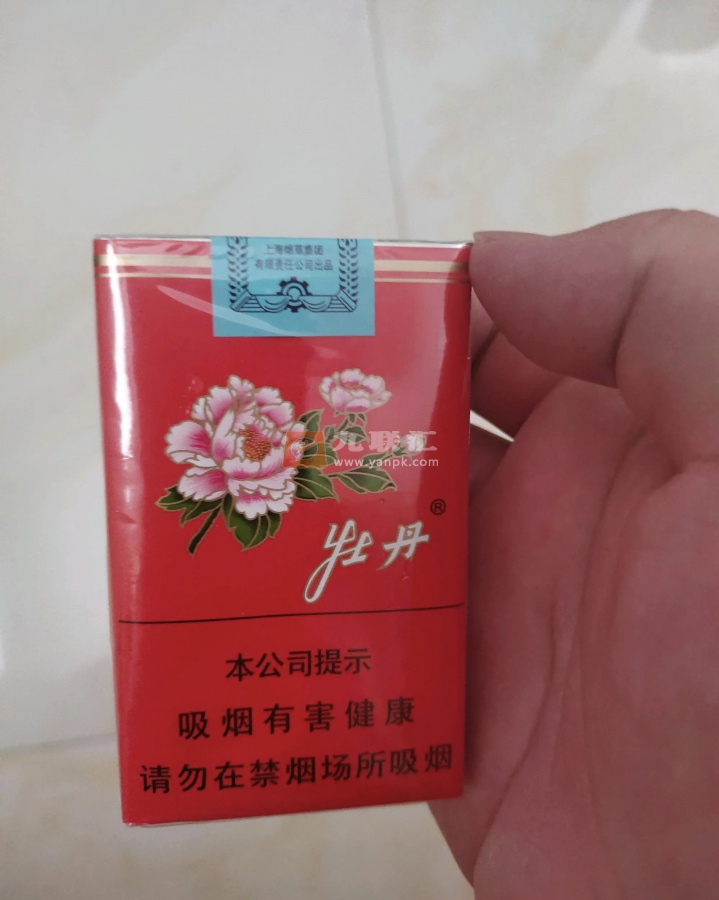 上海烟草集团
有限责任公司出品
九联汇
www.yanpk.com
牡丹®
本公司提示
吸烟有害健康
请勿在禁烟场所吸烟